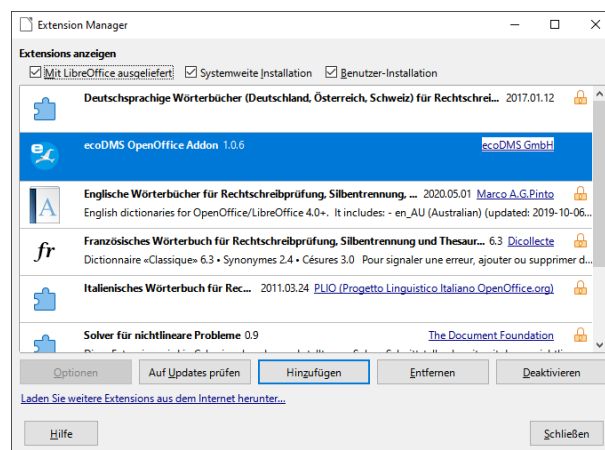 Extension Manager
Extensions anzeigen
Mit LibreOffice ausgeliefert Systemweite Installation Benutzer-Installation
Deutschsprachige Wörterbücher (Deutschland, Österreich, Schweiz) für Rechtschrei... 2017.01.12
ecoDMS OpenOffice Addon 1.0.6 ecoDMS GmbH
Englische Wörterbücher für Rechtschreibprüfung, Silbentrennung, ... 2020.05.01 Marco A.G.Pinto
English dictionaries for OpenOffice/LibreOffice 4.0+. It includes: - en_AU (Australian) (updated: 2019-10-06...
fr Französisches Wörterbuch für Rechtschreibprüfung, Silbentrennung und Thesaur... 6.3 Dicollecte
Dictionnaire «Classique» 6.3 • Synonymes 2.4 • Césures 3.0 Pour signaler une erreur, ajouter ou supprimer d...
Italienisches Wörterbuch für Rec... 2011.03.24 PLIO (Progetto Linguistico Italiano OpenOffice.org)
Solver für nichtlineare Probleme 0.9 The Document Foundation
Optionen Auf Updates prüfen Hinzufügen Entfernen Deaktivieren
Laden Sie weitere Extensions aus dem Internet herunter...
Hilfe Schließen